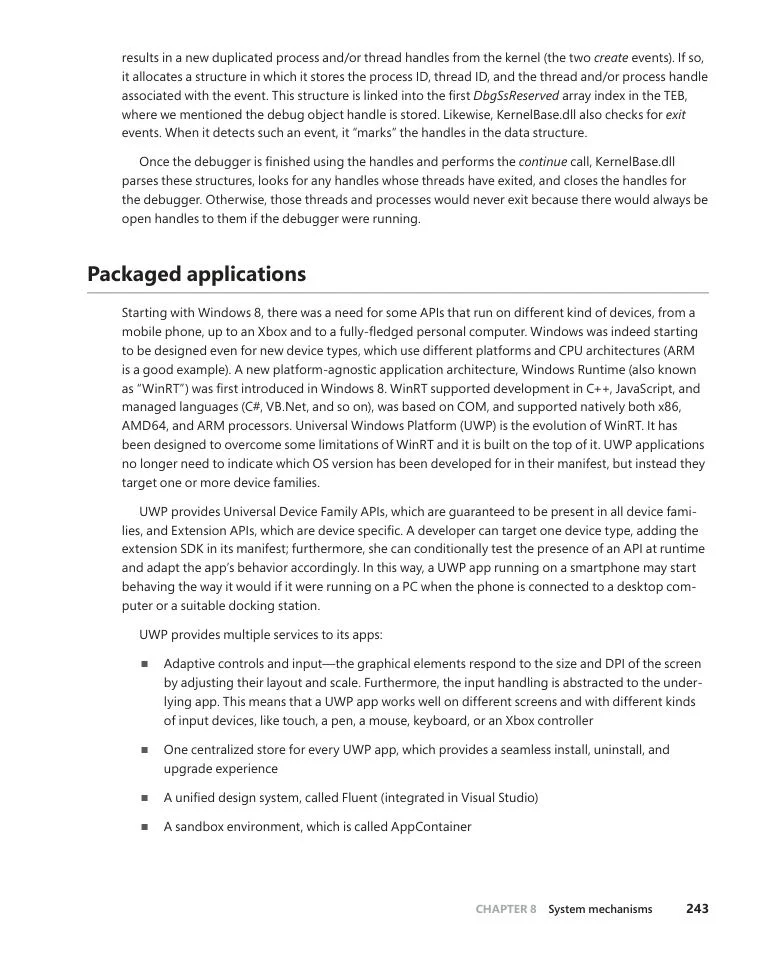 results in a new duplicated process and/or thread handles from the kernel (the two create events). If so,
it allocates a structure in which it stores the process ID, thread ID, and the thread and/or process handle
associated with the event. This structure is linked into the first DbgSsReserved array index in the TEB,
where we mentioned the debug object handle is stored. Likewise, KernelBase.dll also checks for exit
events. When it detects such an event, it “marks” the handles in the data structure.
Once the debugger is finished using the handles and performs the continue call, KernelBase.dll
parses these structures, looks for any handles whose threads have exited, and closes the handles for
the debugger. Otherwise, those threads and processes would never exit because there would always be
open handles to them if the debugger were running.
Packaged applications
Starting with Windows 8, there was a need for some APIs that run on different kind of devices, from a
mobile phone, up to an Xbox and to a fully-fledged personal computer. Windows was indeed starting
to be designed even for new device types, which use different platforms and CPU architectures (ARM
is a good example). A new platform-agnostic application architecture, Windows Runtime (also known
as “WinRT”) was first introduced in Windows 8. WinRT supported development in C++, JavaScript, and
managed languages (C#, VB.Net, and so on), was based on COM, and supported natively both x86,
AMD64, and ARM processors. Universal Windows Platform (UWP) is the evolution of WinRT. It has
been designed to overcome some limitations of WinRT and it is built on the top of it. UWP applications
no longer need to indicate which OS version has been developed for in their manifest, but instead they
target one or more device families.
UWP provides Universal Device Family APIs, which are guaranteed to be present in all device fami-
lies, and Extension APIs, which are device specific. A developer can target one device type, adding the
extension SDK in its manifest; furthermore, she can conditionally test the presence of an API at runtime
and adapt the app’s behavior accordingly. In this way, a UWP app running on a smartphone may start
behaving the way it would if it were running on a PC when the phone is connected to a desktop com-
puter or a suitable docking station.
UWP provides multiple services to its apps:
■ Adaptive controls and input—the graphical elements respond to the size and DPI of the screen
by adjusting their layout and scale. Furthermore, the input handling is abstracted to the under-
lying app. This means that a UWP app works well on different screens and with different kinds
of input devices, like touch, a pen, a mouse, keyboard, or an Xbox controller
■ One centralized store for every UWP app, which provides a seamless install, uninstall, and
upgrade experience
■ A unified design system, called Fluent (integrated in Visual Studio)
■ A sandbox environment, which is called AppContainer
CHAPTER 8 System mechanisms 243